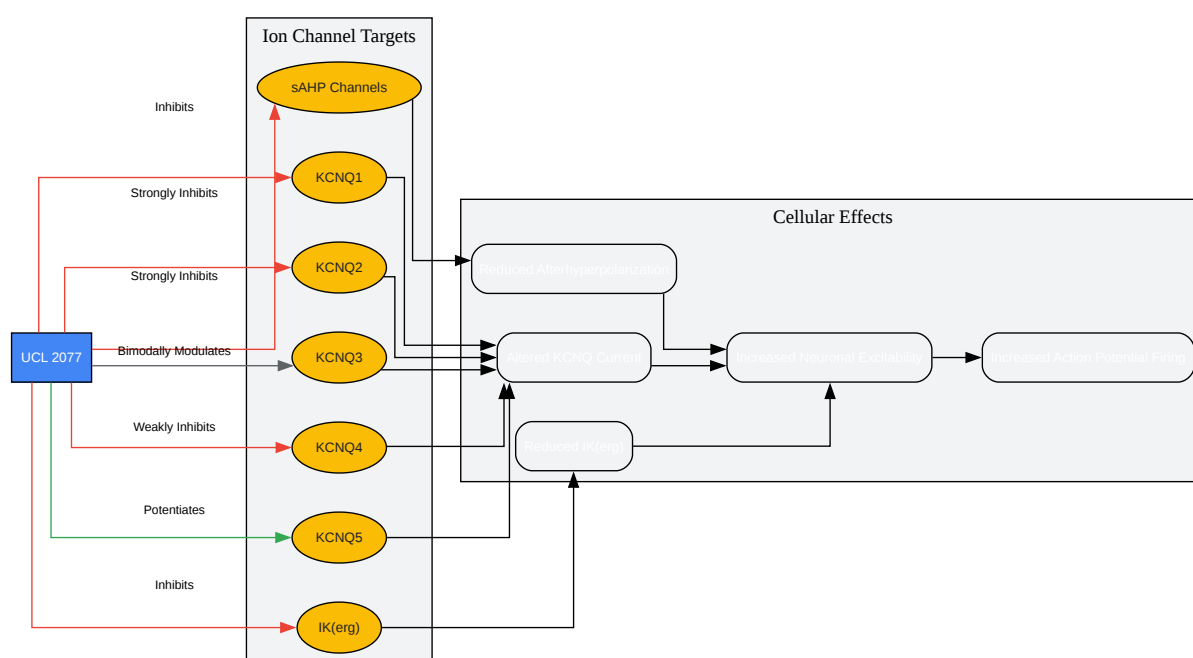 Ion Channel Targets
sAHP Channels
Inhibits
KCNQ1
Strongly Inhibits
Cellular Effects
KCNQ2
Reduced Afterhyperpolarization
Strongly Inhibits
UCL 2077
Bimodally Modulates
KCNQ3
Altered KCNQ Current
Increased Neuronal Excitability
Increased Action Potential Firing
Weakly Inhibits
KCNQ4
Reduced IK(erg)
Potentiates
KCNQ5
Inhibits
IK(erg)